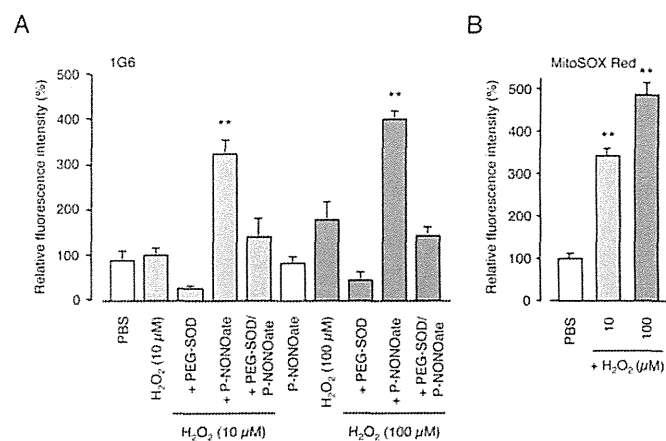 A
1G6
Relative fluorescence intensity (%)
500
400
300
200
100
0
**
**
PBS
H₂O₂ (10 µM)
+ PEG-SOD
+ P-NONOate
+ PEG-SOD/
P-NONOate
P-NONOate
H₂O₂ (100 µM)
+ PEG-SOD
+ P-NONOate
+ PEG-SOD/
P-NONOate
H₂O₂ (10 µM)
H₂O₂ (100 µM)
B
MitoSOX Red
Relative fluorescence intensity (%)
500
400
300
200
100
0
**
**
PBS
10
100
+ H₂O₂ (µM)